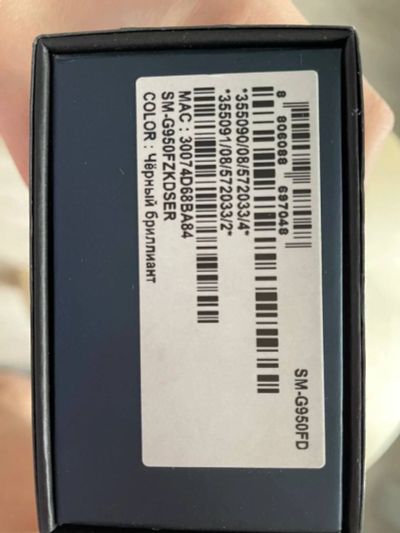 SM-G950FD
8 806088 697048
*355090/08/572033/4*
*355091/08/572033/2*
MAC : 30074D68BA84
SM-G950FZKDSER
COLOR : Чёрный бриллиант